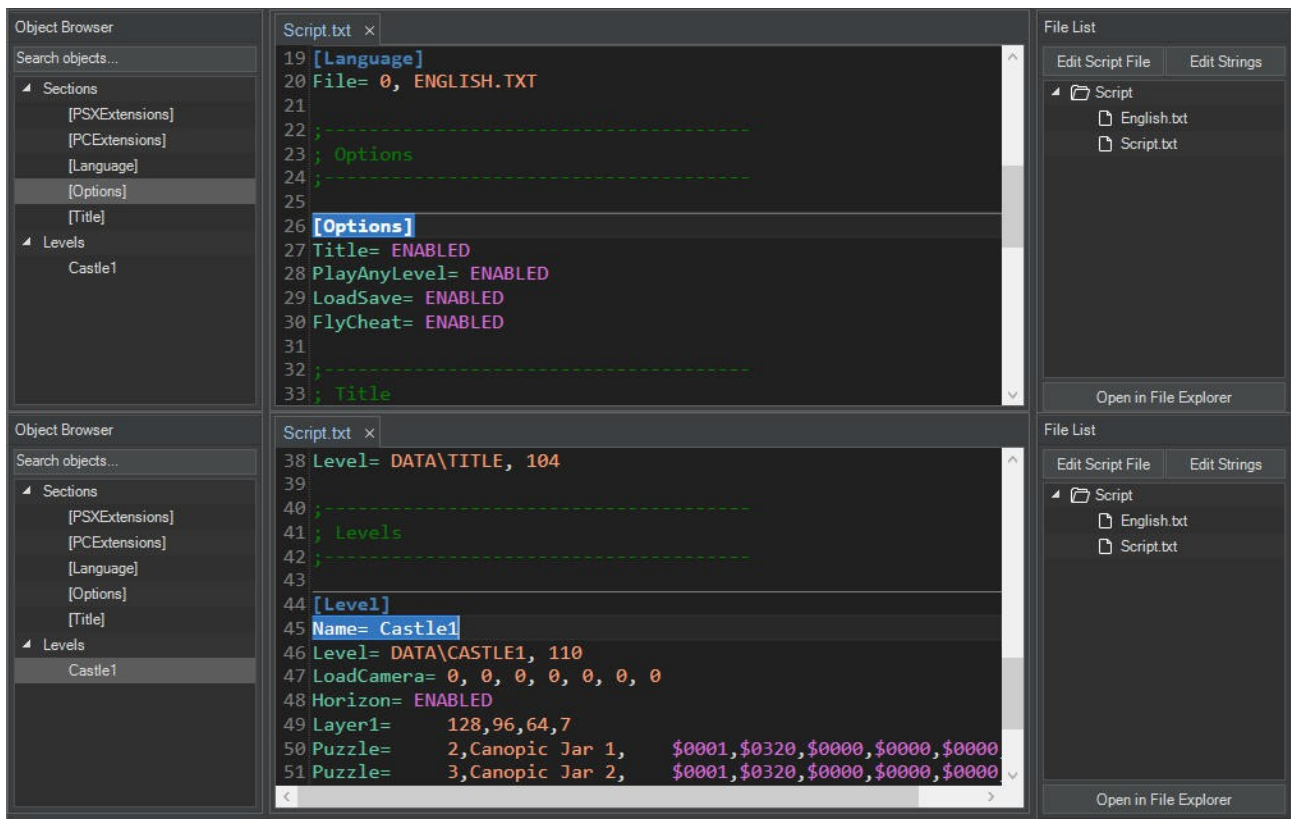 Object Browser
Search objects...
Sections
[PSXExtensions]
[PCExtensions]
[Language]
[Options]
[Title]
Levels
Castle1
Script.txt ×
19 [Language]
20 File= 0, ENGLISH.TXT
21
22 ;--------------------------------------
23 ; Options
24 ;--------------------------------------
25
26 [Options]
27 Title= ENABLED
28 PlayAnyLevel= ENABLED
29 LoadSave= ENABLED
30 FlyCheat= ENABLED
31
32 ;--------------------------------------
33 ; Title
File List
Edit Script File Edit Strings
Script
English.txt
Script.txt
Open in File Explorer
Object Browser
Search objects...
Sections
[PSXExtensions]
[PCExtensions]
[Language]
[Options]
[Title]
Levels
Castle1
Script.txt ×
38 Level= DATA\TITLE, 104
39
40 ;--------------------------------------
41 ; Levels
42 ;--------------------------------------
43
44 [Level]
45 Name= Castle1
46 Level= DATA\CASTLE1, 110
47 LoadCamera= 0, 0, 0, 0, 0, 0, 0
48 Horizon= ENABLED
49 Layer1= 128,96,64,7
50 Puzzle= 2,Canopic Jar 1, $0001,$0320,$0000,$0000,$0000,
51 Puzzle= 3,Canopic Jar 2, $0001,$0320,$0000,$0000,$0000,
File List
Edit Script File Edit Strings
Script
English.txt
Script.txt
Open in File Explorer